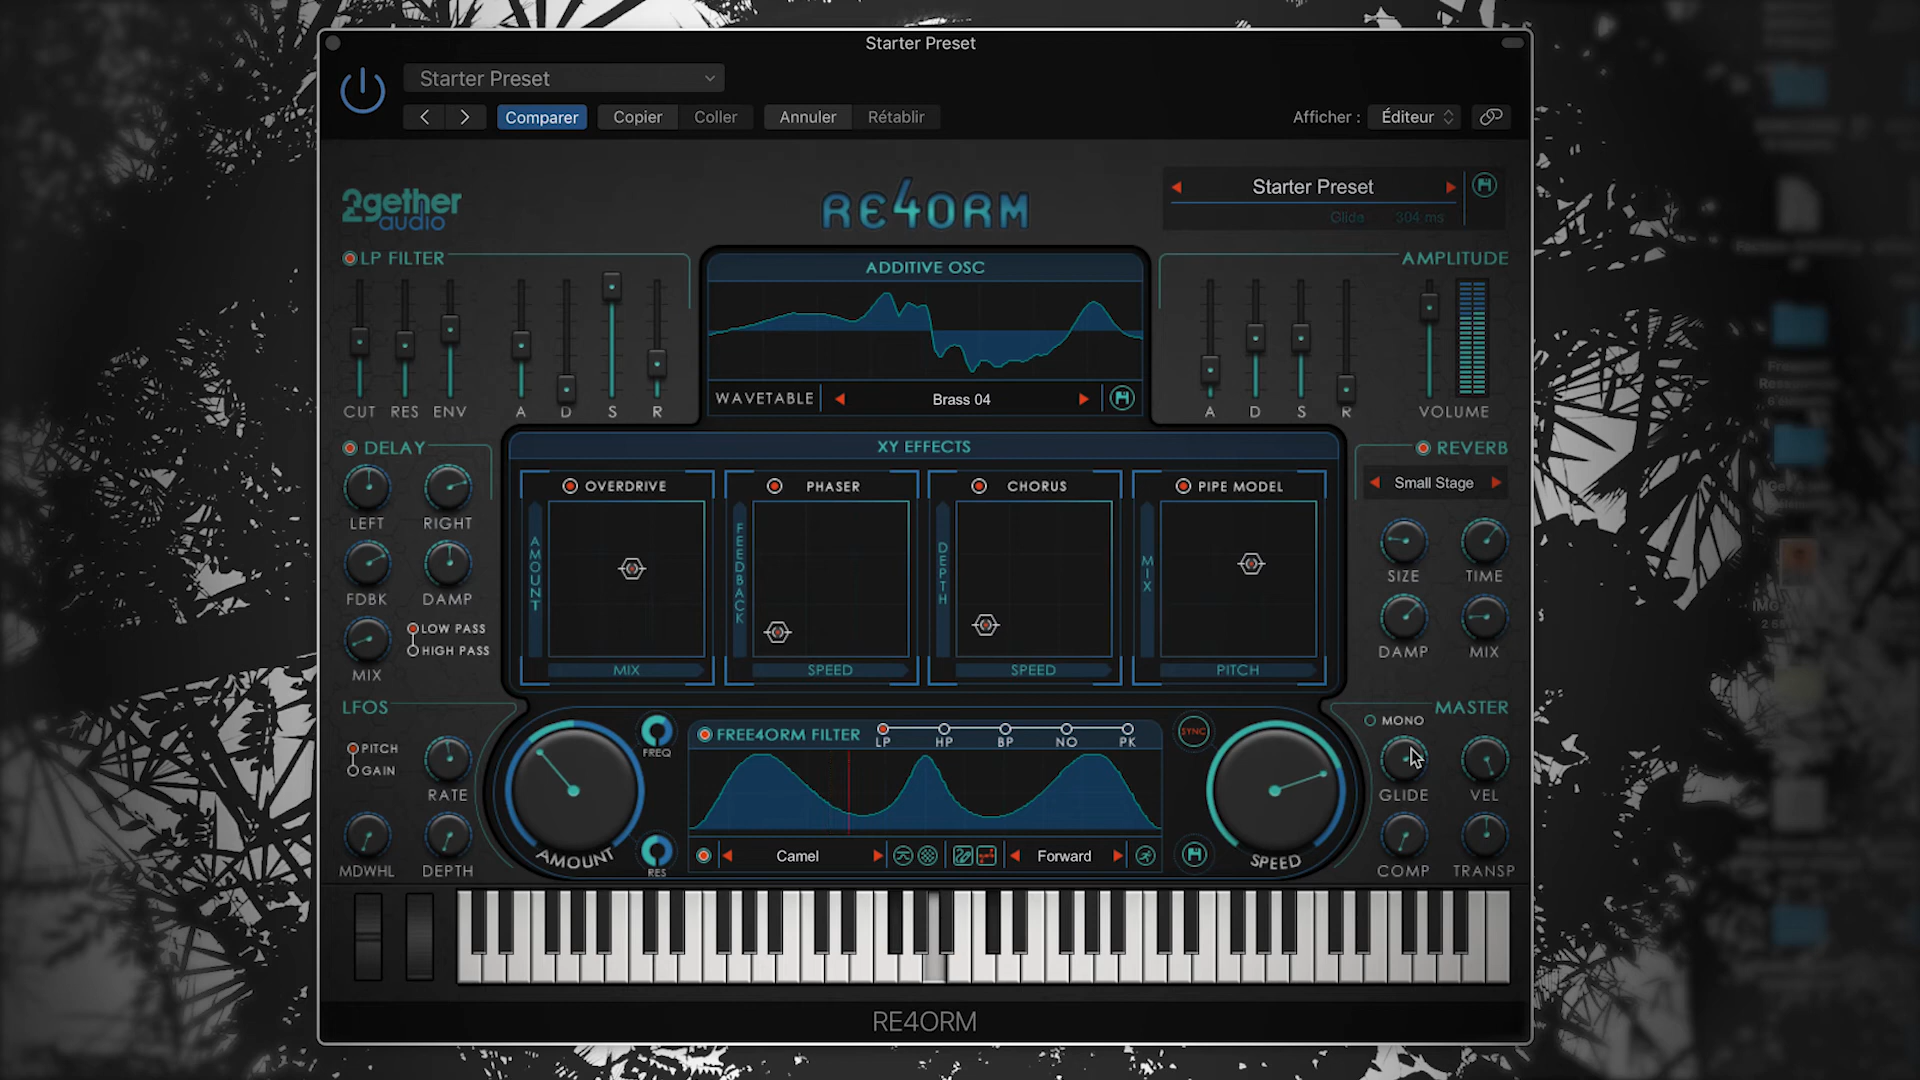 Starter Preset
Starter Preset
Comparer Copier Coller Annuler Rétablir Afficher : Éditeur
2gether audio
RE4ORM
Starter Preset
Glide 304 ms
LP FILTER
CUT RES ENV A D S R
ADDITIVE OSC
WAVETABLE Brass 04
AMPLITUDE
A D S R VOLUME
DELAY
LEFT RIGHT
FDBK DAMP
LOW PASS
HIGH PASS
MIX
XY EFFECTS
OVERDRIVE PHASER CHORUS PIPE MODEL
AMOUNT FEEDBACK DEPTH MIX
MIX SPEED SPEED PITCH
REVERB
Small Stage
SIZE TIME
DAMP MIX
LFOS
PITCH
GAIN
RATE
MDWHL DEPTH
AMOUNT
FREQ
RES
FREE4ORM FILTER
LP HP BP NO PK
Camel Forward
SYNC
SPEED
MASTER
MONO
GLIDE VEL
COMP TRANSP
RE4ORM